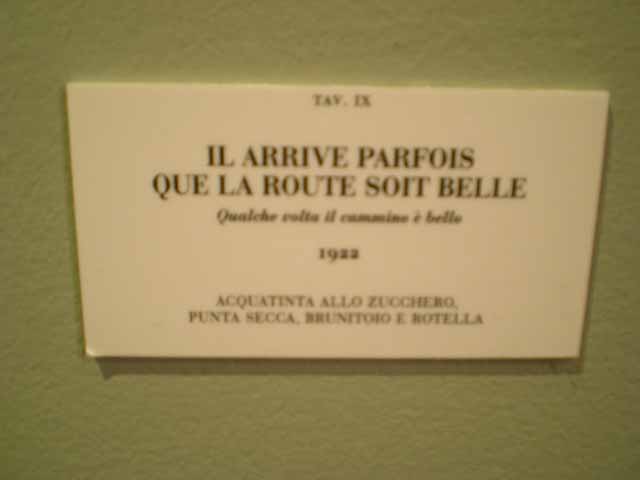 TAV. IX
IL ARRIVE PARFOIS
QUE LA ROUTE SOIT BELLE
Qualche volta il cammino è bello
1922
ACQUATINTA ALLO ZUCCHERO,
PUNTA SECCA, BRUNITOIO E ROTELLA